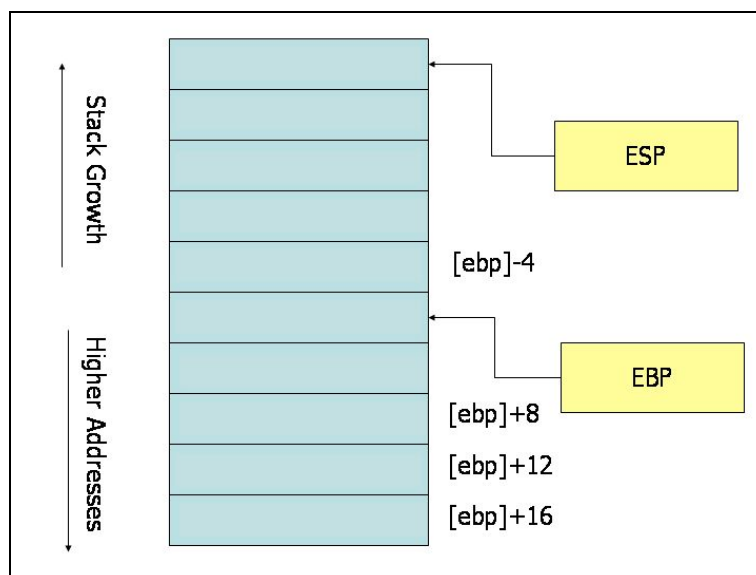 Stack Growth
ESP
[ebp]-4
Higher Addresses
EBP
[ebp]+8
[ebp]+12
[ebp]+16